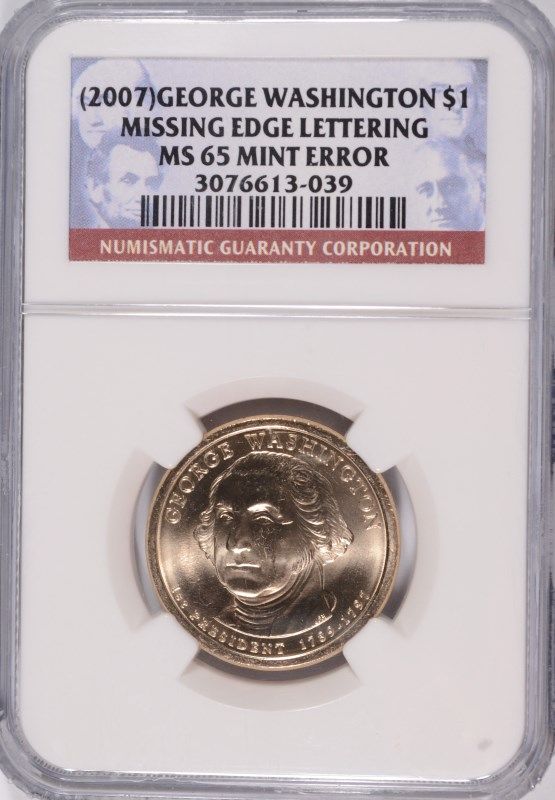 (2007)GEORGE WASHINGTON $1
MISSING EDGE LETTERING
MS 65 MINT ERROR
3076613-039
NUMISMATIC GUARANTY CORPORATION
GEORGE WASHINGTON
1st PRESIDENT 1789-1797